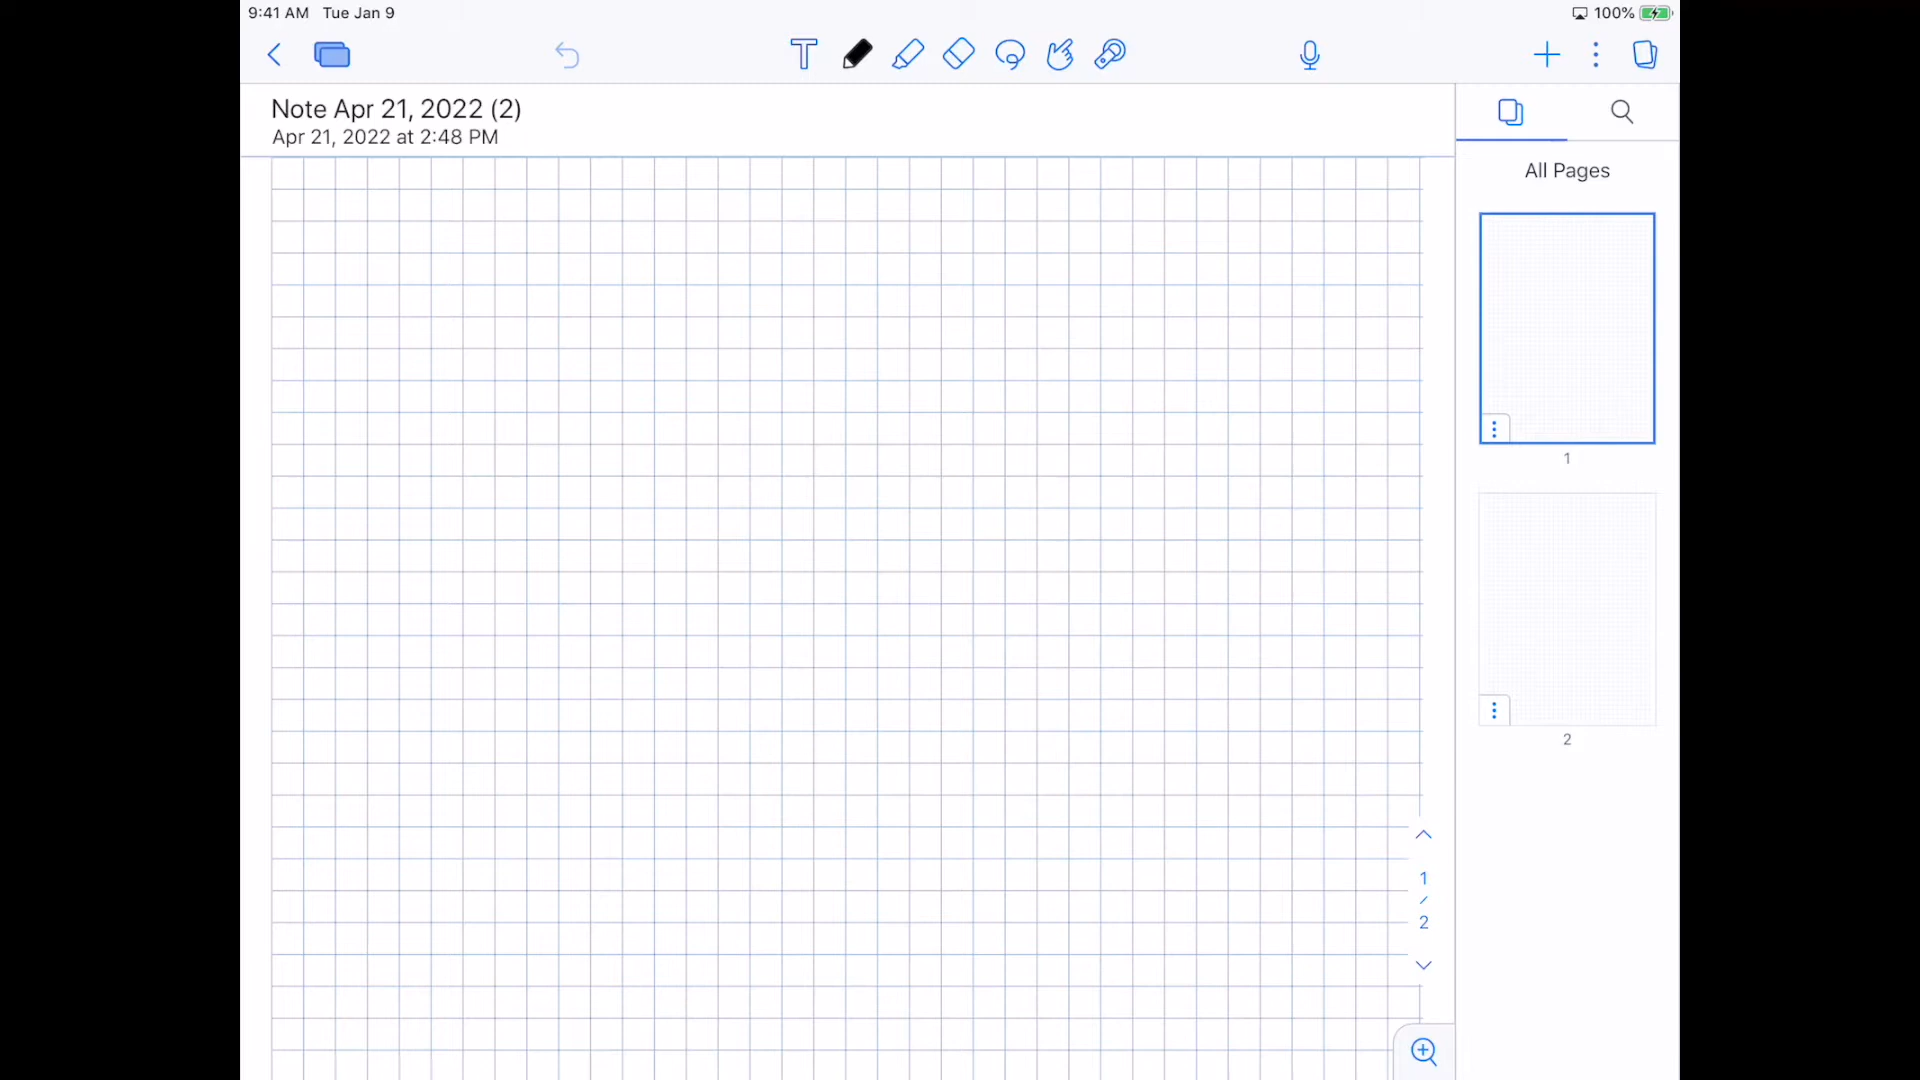 9:41 AM Tue Jan 9
100%
Note Apr 21, 2022 (2)
Apr 21, 2022 at 2:48 PM
All Pages
1
2
1
/
2